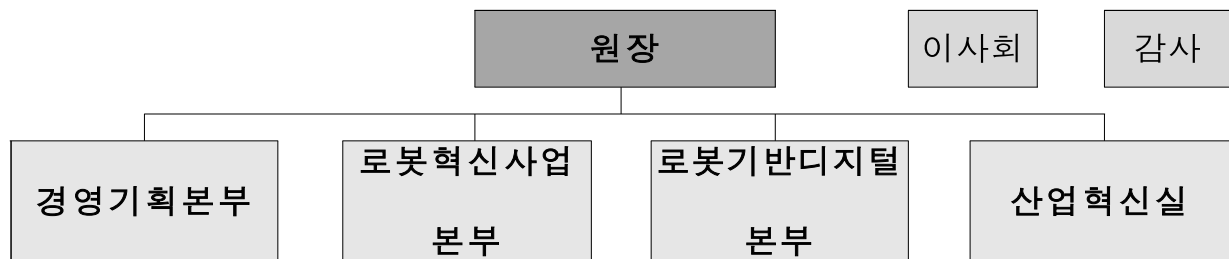 원장
이사회
감사
경영기획본부
로봇혁신사업
본부
로봇기반디지털
본부
산업혁신실